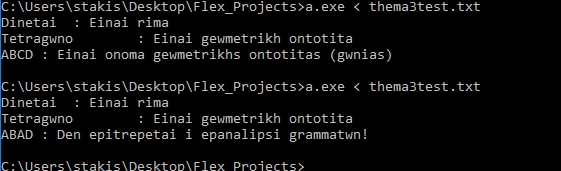 C:\Users\stakis\Desktop\Flex_Projects>a.exe < thema3test.txt
Dinetai  : Einai rima
Tetragwno        : Einai gewmetrikh ontotita
ABCD : Einai onoma gewmetrikhs ontotitas (gwnias)
C:\Users\stakis\Desktop\Flex_Projects>a.exe < thema3test.txt
Dinetai  : Einai rima
Tetragwno        : Einai gewmetrikh ontotita
ABAD : Den epitrepetai i epanalipsi grammatwn!
C:\Users\stakis\Desktop\Flex_Projects>